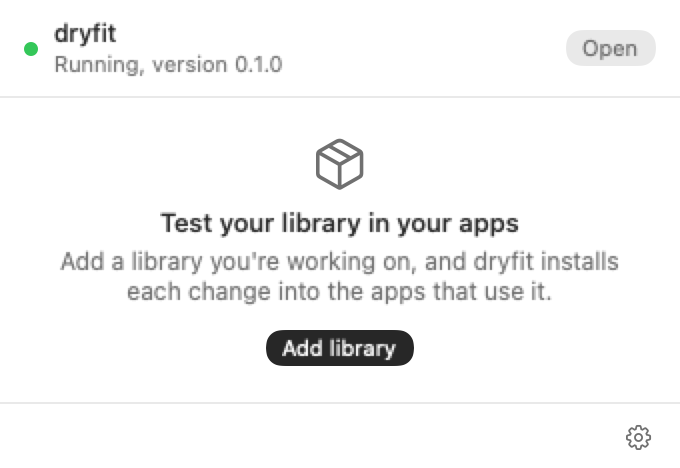 dryfit
Running, version 0.1.0
Open
Test your library in your apps
Add a library you're working on, and dryfit installs
each change into the apps that use it.
Add library